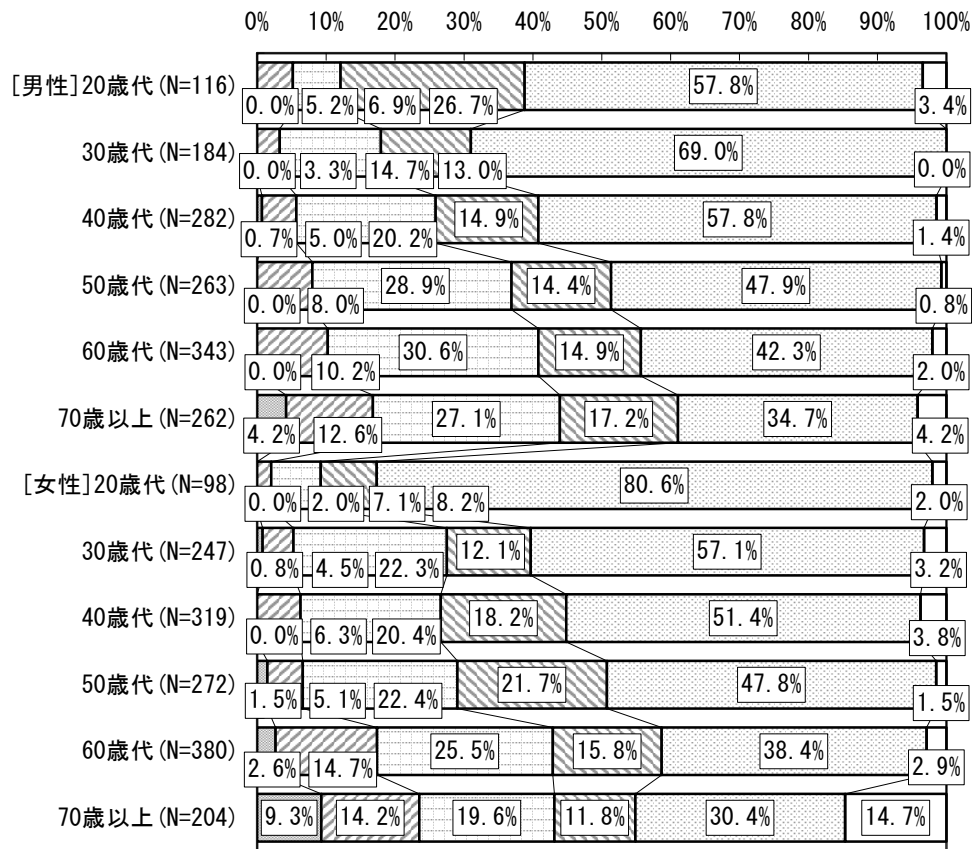 0% 10% 20% 30% 40% 50% 60% 70% 80% 90% 100%
[男性]20歳代(N=116) 57.8%
0.0% 5.2% 6.9% 26.7% 3.4%
30歳代(N=184) 69.0%
0.0% 3.3% 14.7% 13.0% 0.0%
40歳代(N=282) 14.9% 57.8%
0.7% 5.0% 20.2% 1.4%
50歳代(N=263) 28.9% 14.4% 47.9%
0.0% 8.0% 0.8%
60歳代(N=343) 30.6% 14.9% 42.3%
0.0% 10.2% 2.0%
70歳以上(N=262) 27.1% 17.2% 34.7%
4.2% 12.6% 4.2%
[女性]20歳代(N=98) 80.6%
0.0% 2.0% 7.1% 8.2% 2.0%
30歳代(N=247) 12.1% 57.1%
0.8% 4.5% 22.3% 3.2%
40歳代(N=319) 18.2% 51.4%
0.0% 6.3% 20.4% 3.8%
50歳代(N=272) 21.7% 47.8%
1.5% 5.1% 22.4% 1.5%
60歳代(N=380) 25.5% 15.8% 38.4%
2.6% 14.7% 2.9%
70歳以上(N=204) 9.3% 14.2% 19.6% 11.8% 30.4% 14.7%